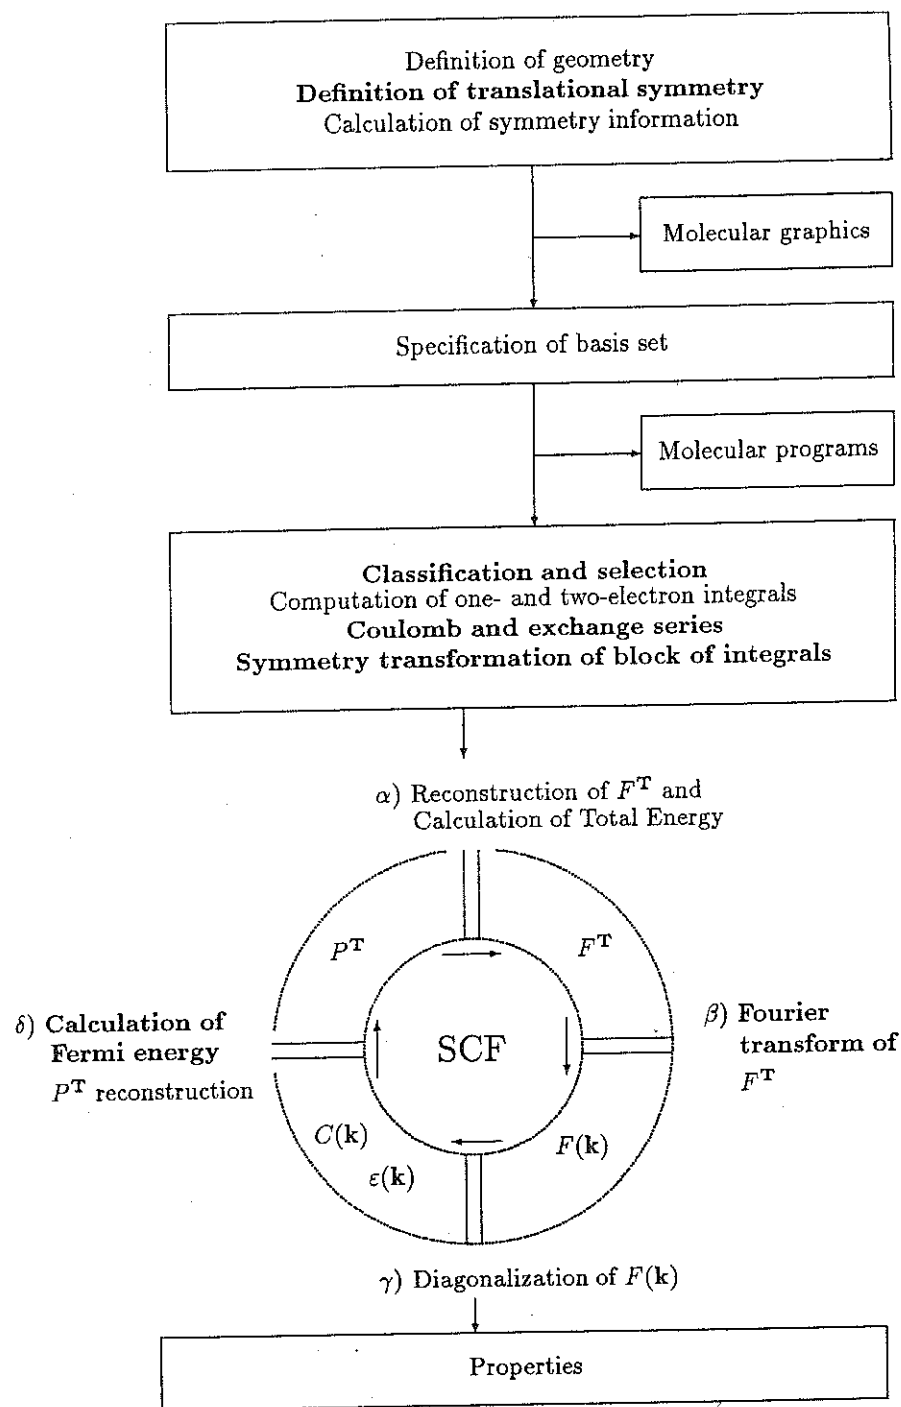 Definition of geometry
Definition of translational symmetry
Calculation of symmetry information
Molecular graphics
Specification of basis set
Molecular programs
Classification and selection
Computation of one- and two-electron integrals
Coulomb and exchange series
Symmetry transformation of block of integrals
α) Reconstruction of F^T and
Calculation of Total Energy
P^T
F^T
δ) Calculation of
Fermi energy
P^T reconstruction
SCF
β) Fourier
transform of
F^T
C(k)
ε(k)
F(k)
γ) Diagonalization of F(k)
Properties